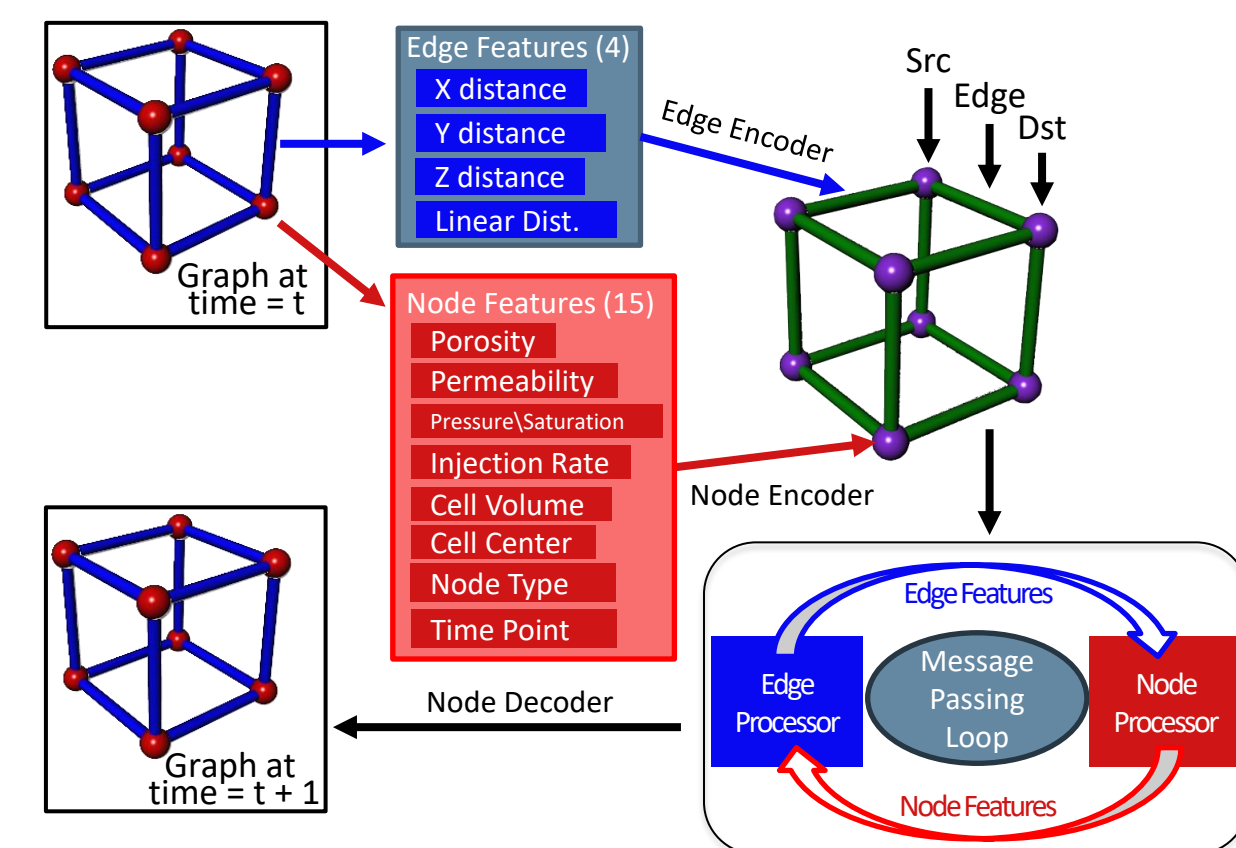 Graph at
time = t
Edge Features (4)
X distance
Y distance
Z distance
Linear Dist.
Edge Encoder
Src
Edge
Dst
Node Features (15)
Porosity
Permeability
Pressure\Saturation
Injection Rate
Cell Volume
Cell Center
Node Type
Time Point
Node Encoder
Graph at
time = t + 1
Node Decoder
Edge Features
Edge
Processor
Message
Passing
Loop
Node
Processor
Node Features